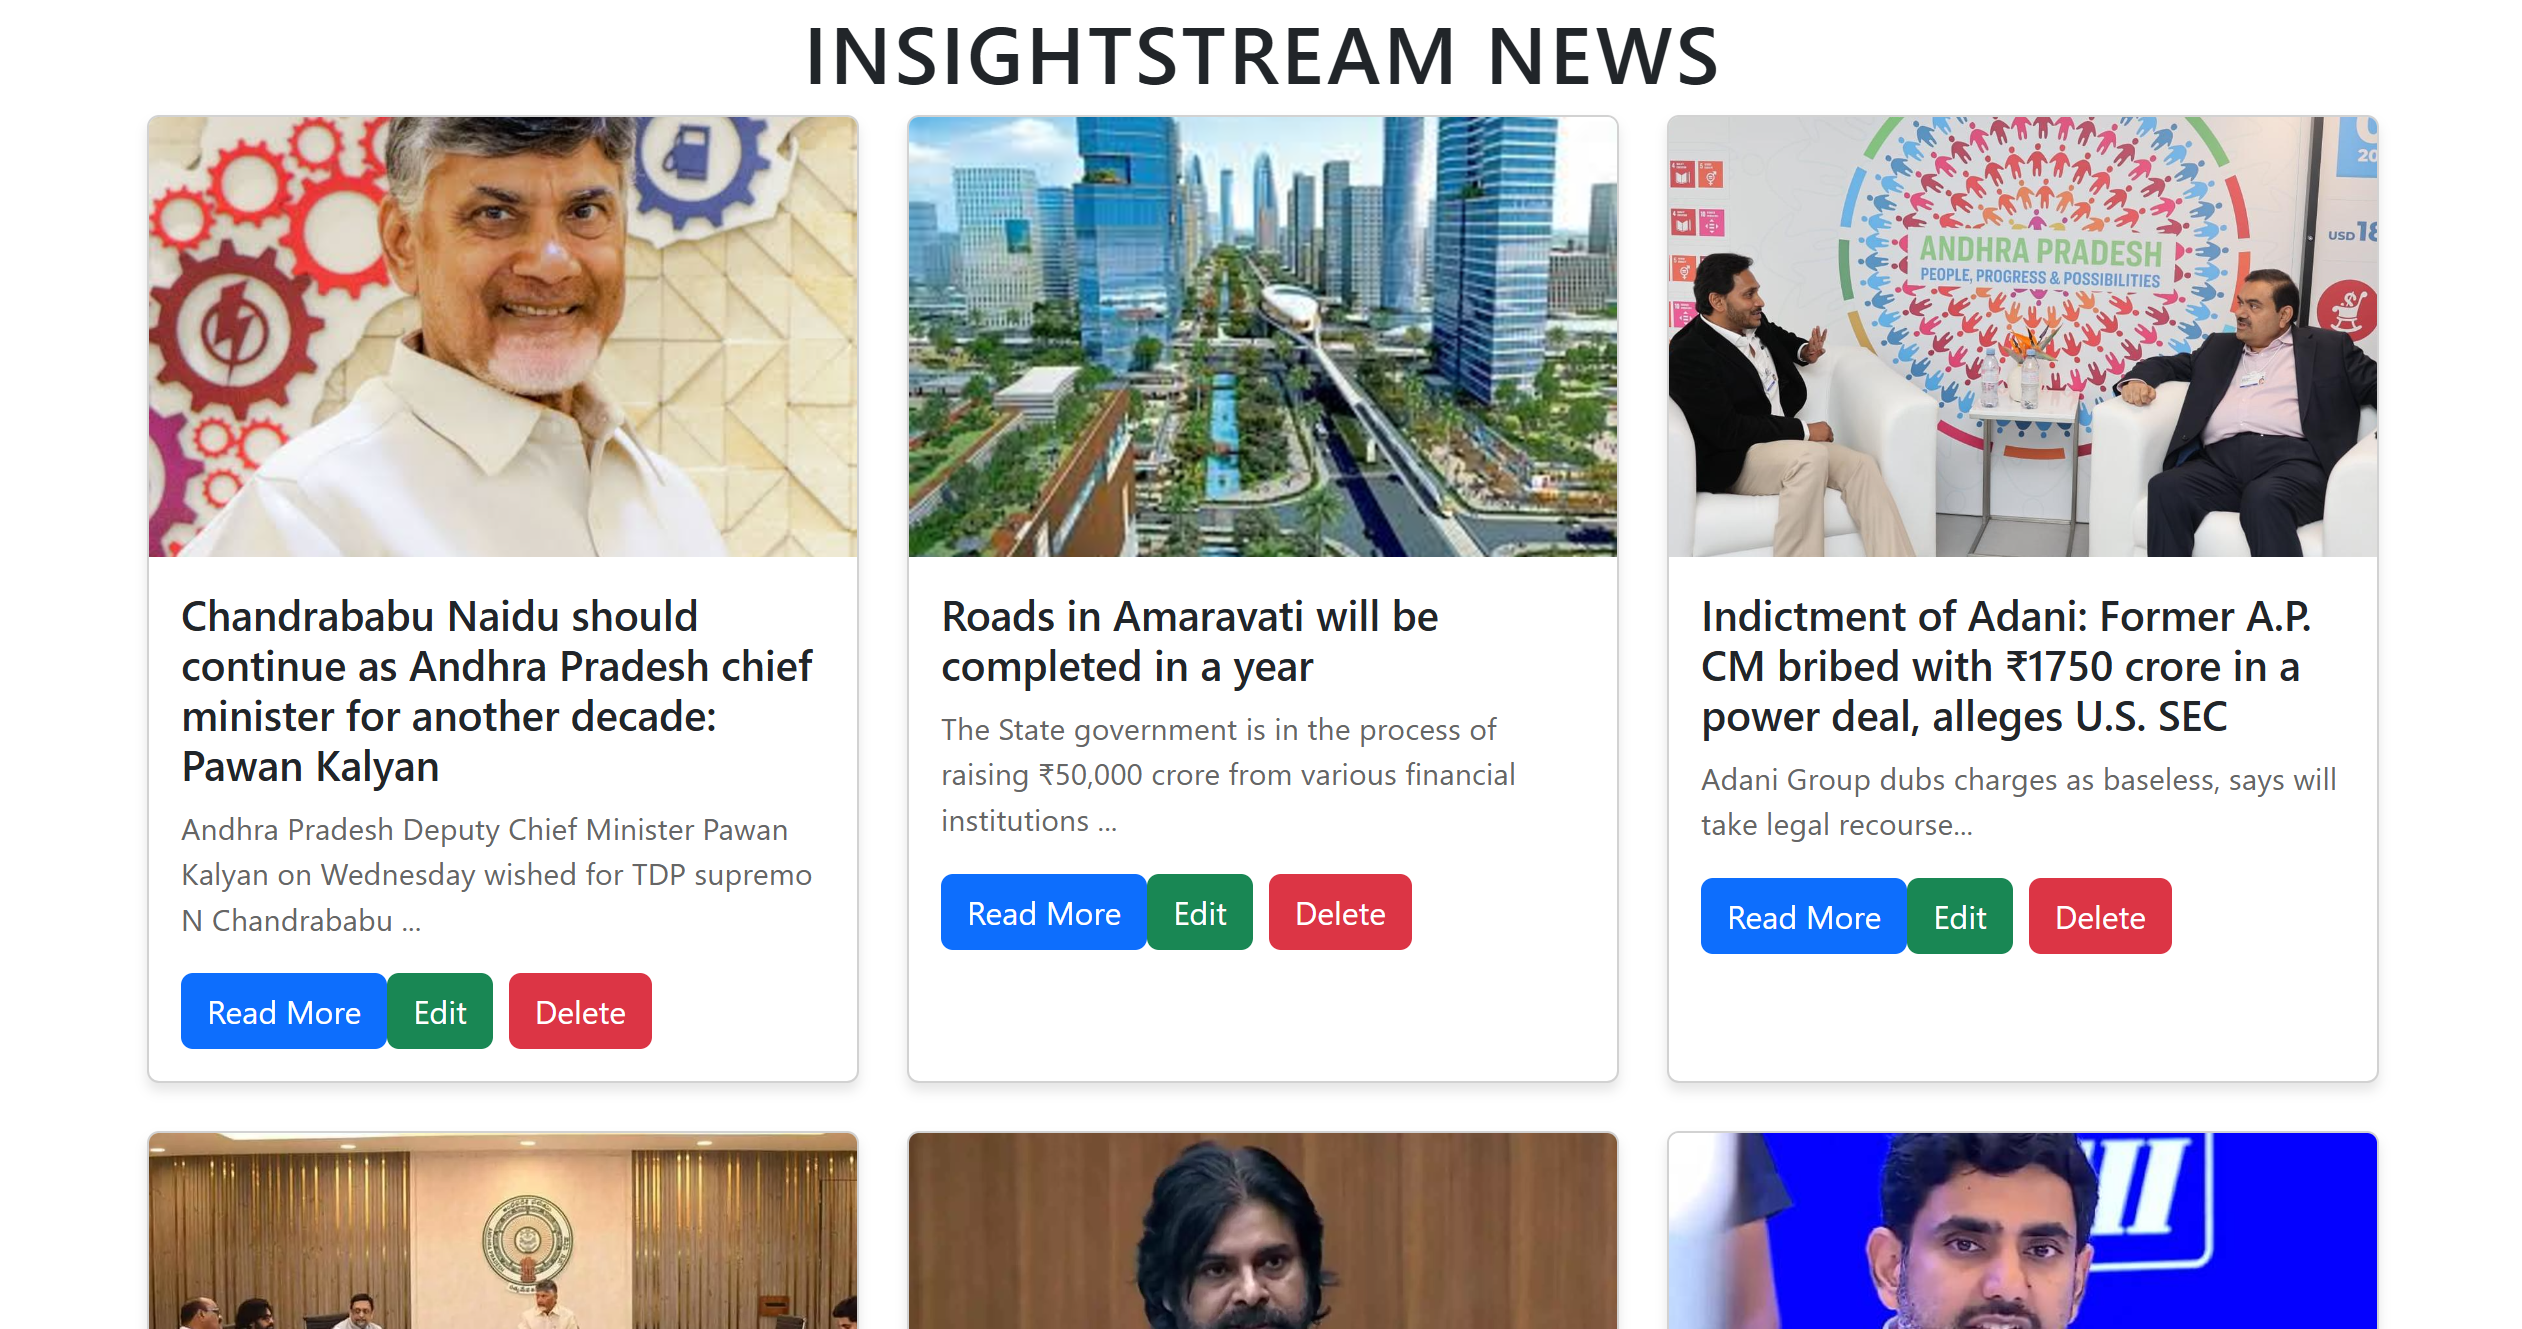 INSIGHTSTREAM NEWS
ANDHRA PRADESH
PEOPLE, PROGRESS & POSSIBILITIES
USD
Chandrababu Naidu should
continue as Andhra Pradesh chief
minister for another decade:
Pawan Kalyan
Andhra Pradesh Deputy Chief Minister Pawan
Kalyan on Wednesday wished for TDP supremo
N Chandrababu ...
Read More Edit Delete
Roads in Amaravati will be
completed in a year
The State government is in the process of
raising ₹50,000 crore from various financial
institutions ...
Read More Edit Delete
Indictment of Adani: Former A.P.
CM bribed with ₹1750 crore in a
power deal, alleges U.S. SEC
Adani Group dubs charges as baseless, says will
take legal recourse...
Read More Edit Delete